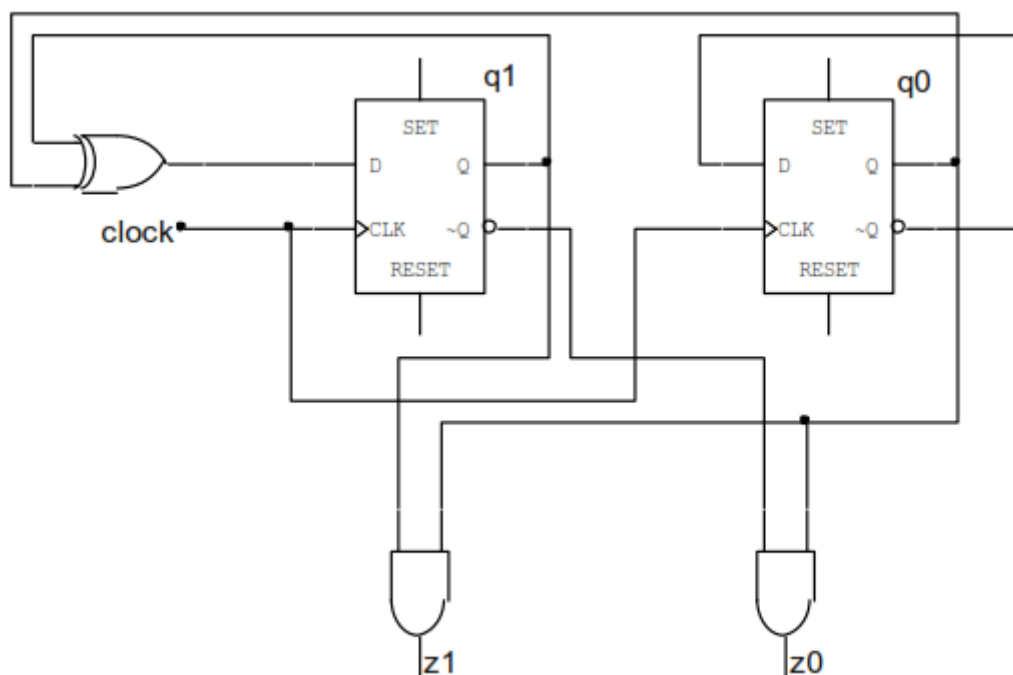 q1
q0
SET
SET
D Q
D Q
clock
CLK ~Q
CLK ~Q
RESET
RESET
z1
z0